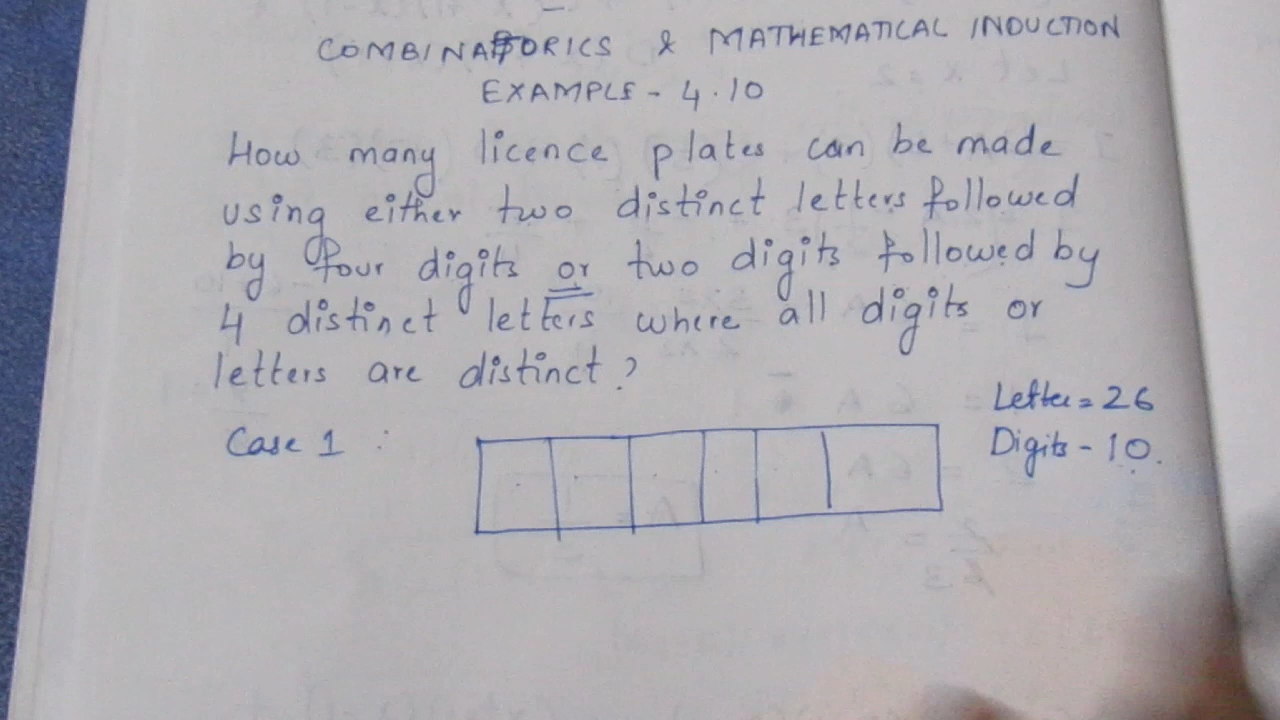 COMBINATORICS & MATHEMATICAL INDUCTION
EXAMPLE - 4.10
How many licence plates can be made
using either two distinct letters followed
by four digits or two digits followed by
4 distinct letters where all digits or
letters are distinct?
Letter = 26
Case 1 :
Digits - 10.